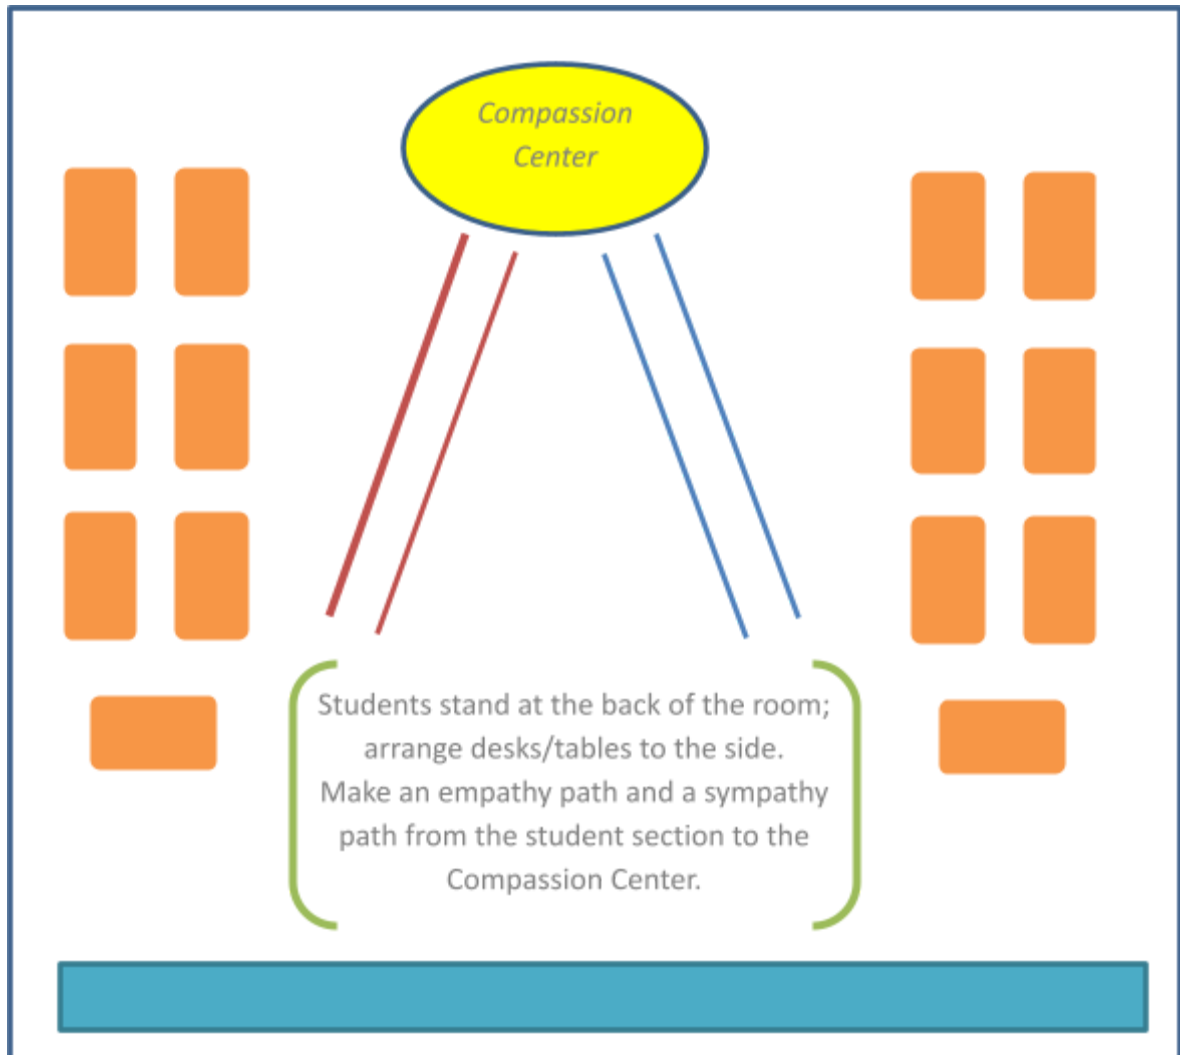 Compassion
Center
Students stand at the back of the room;
arrange desks/tables to the side.
Make an empathy path and a sympathy
path from the student section to the
Compassion Center.